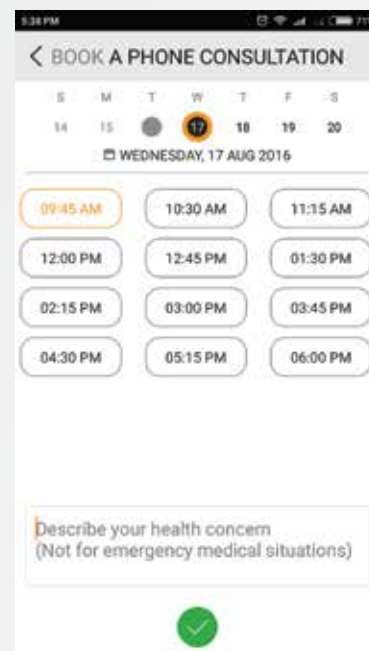 5:38 PM 71%
BOOK A PHONE CONSULTATION
S M T W T F S
14 15 17 18 19 20
WEDNESDAY, 17 AUG 2016
09:45 AM 10:30 AM 11:15 AM
12:00 PM 12:45 PM 01:30 PM
02:15 PM 03:00 PM 03:45 PM
04:30 PM 05:15 PM 06:00 PM
Describe your health concern
(Not for emergency medical situations)